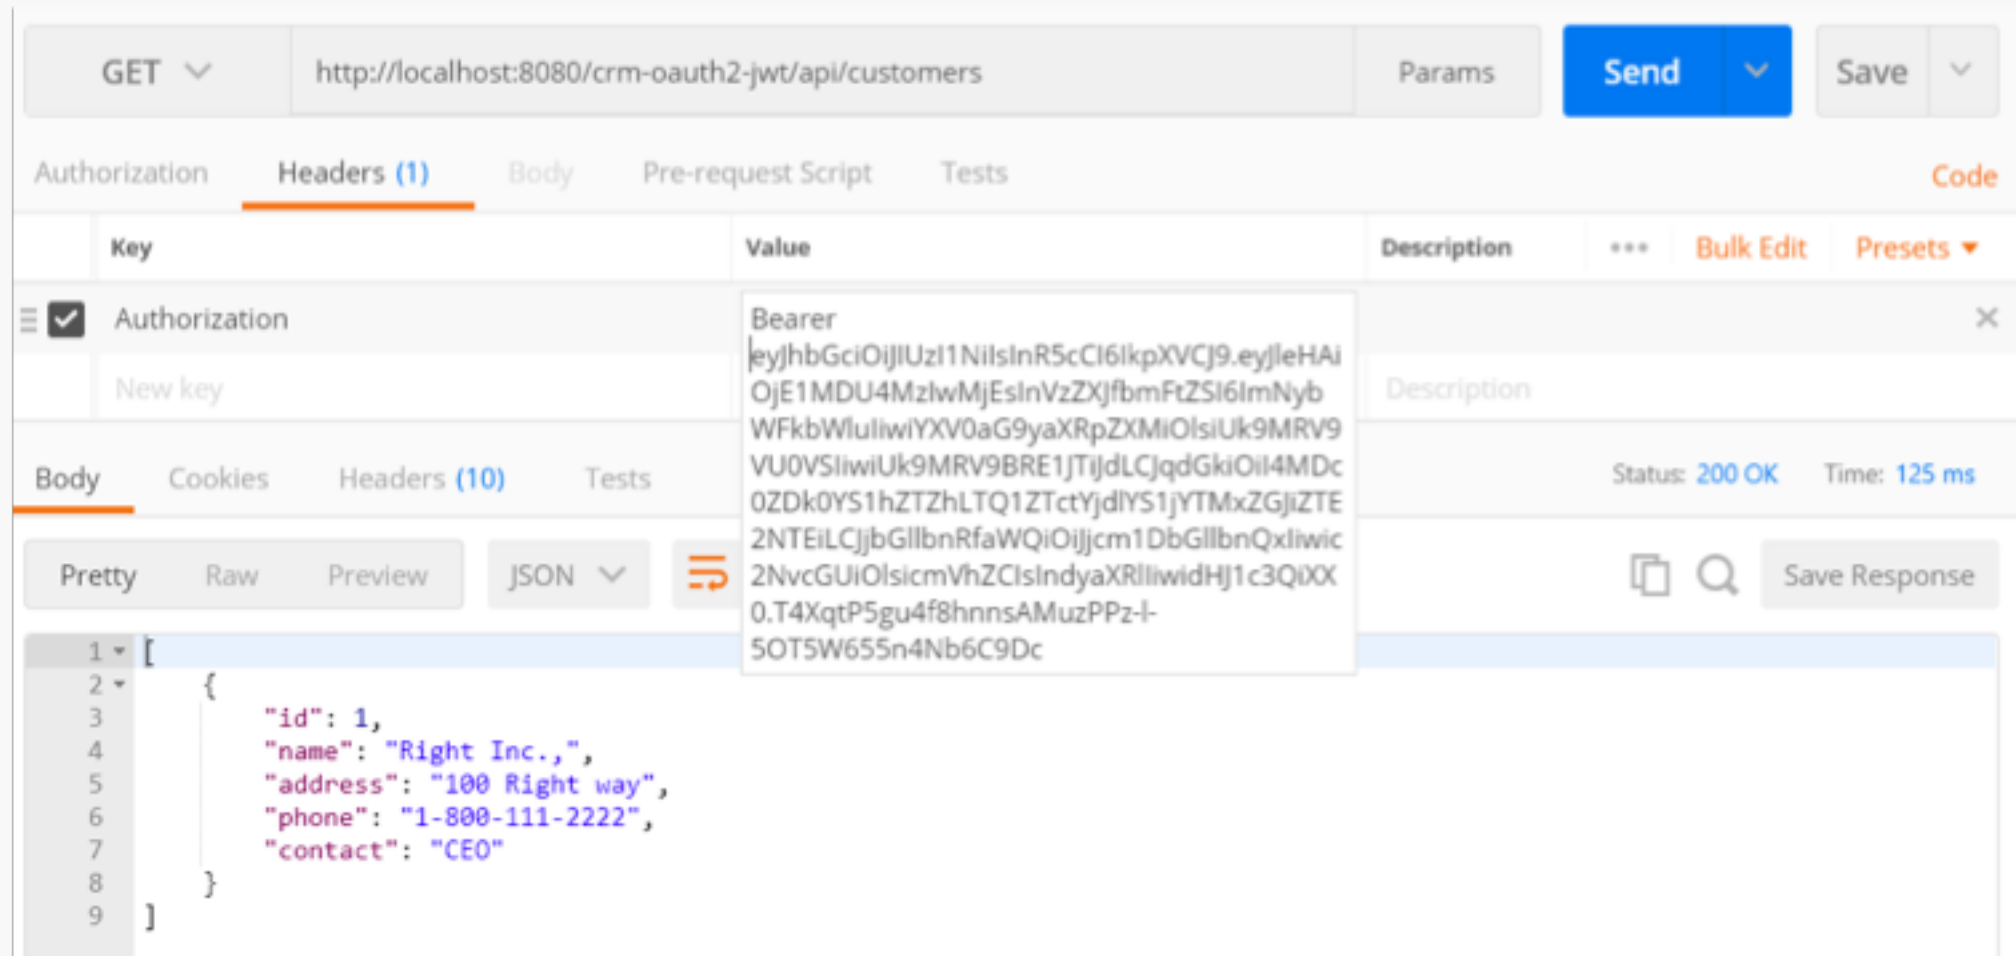 GET http://localhost:8080/crm-oauth2-jwt/api/customers Params Send Save
Authorization Headers (1) Body Pre-request Script Tests Code
Key Value Description ••• Bulk Edit Presets
Authorization Bearer
eyJhbGciOiJIUzI1NiIsInR5cCI6IkpXVCJ9.eyJleHAi
New key OjE1MDU4MzIwMjEsInVzZXJfbmFtZSI6ImNyb Description
WFkbWluIiwiYXV0aG9yaXRpZXMiOlsiUk9MRV9
VU0VSIiwiUk9MRV9BRE1JTiJdLCJqdGkiOiI4MDc
Body Cookies Headers (10) Tests 0ZDk0YS1hZTZhLTQ1ZTctYjdlYS1jYTMxZGJiZTE Status: 200 OK Time: 125 ms
2NTEiLCJjbGllbnRfaWQiOiJjcm1DbGllbnQxIiwic
Pretty Raw Preview JSON 2NvcGUiOlsicmVhZCIsIndyaXRlIiwidHJ1c3QiXX Save Response
0.T4XqtP5gu4f8hnnsAMuzPPz-l-
5OT5W655n4Nb6C9Dc
1 [
2 {
3 "id": 1,
4 "name": "Right Inc.,",
5 "address": "100 Right way",
6 "phone": "1-800-111-2222",
7 "contact": "CEO"
8 }
9 ]